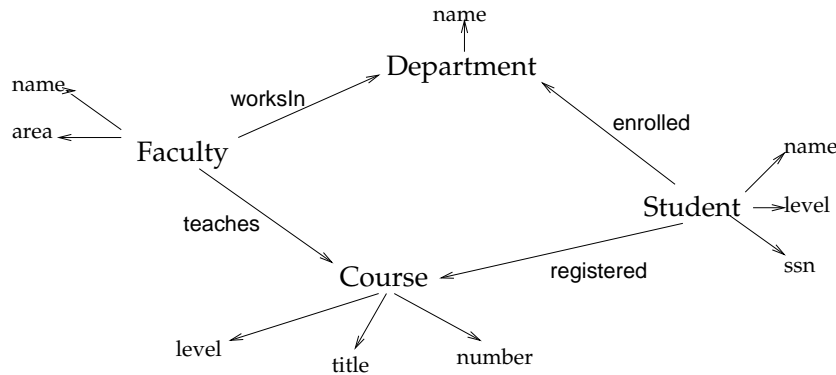 name
Department
name
worksIn
enrolled
area
Faculty
name
Student
level
teaches
registered
ssn
Course
level
title
number